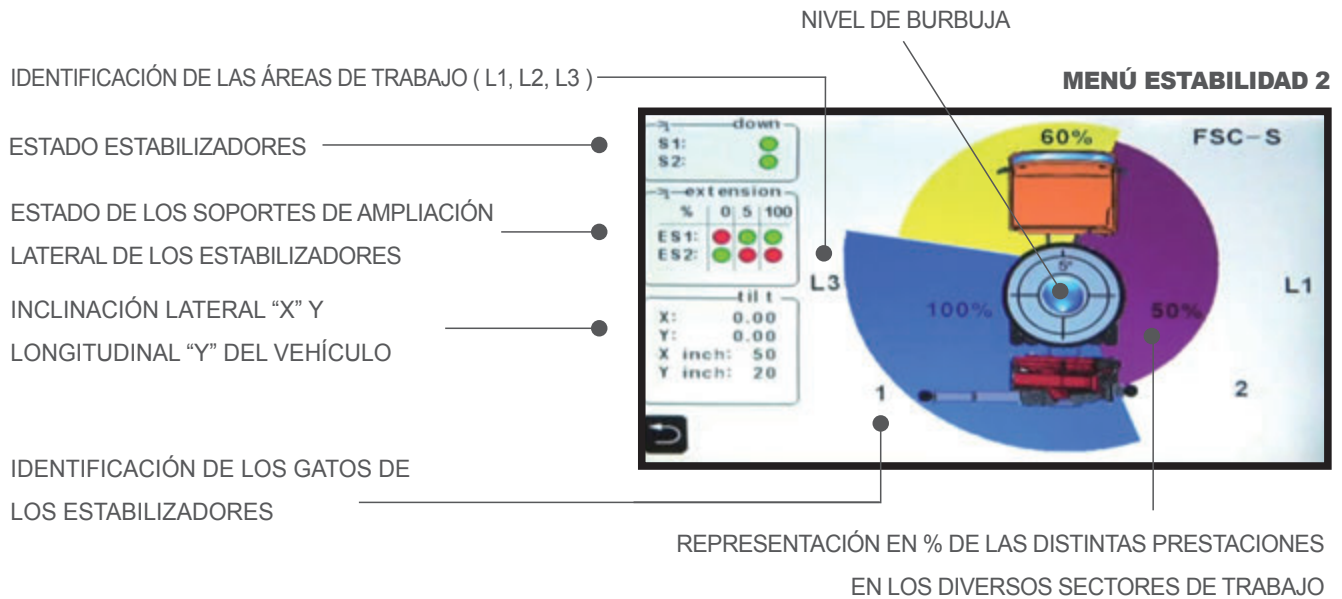 NIVEL DE BURBUJA
IDENTIFICACIÓN DE LAS ÁREAS DE TRABAJO ( L1, L2, L3 )
MENÚ ESTABILIDAD 2
ESTADO ESTABILIZADORES
ESTADO DE LOS SOPORTES DE AMPLIACIÓN
LATERAL DE LOS ESTABILIZADORES
INCLINACIÓN LATERAL “X” Y
LONGITUDINAL “Y” DEL VEHÍCULO
IDENTIFICACIÓN DE LOS GATOS DE
LOS ESTABILIZADORES
down
S1:
S2:
extension
% 0 5 100
ES1:
ES2:
tilt
X: 0.00
Y: 0.00
X inch: 50
Y inch: 20
60%
FSC-S
5°
L3
L1
100%
50%
1
2
REPRESENTACIÓN EN % DE LAS DISTINTAS PRESTACIONES
EN LOS DIVERSOS SECTORES DE TRABAJO